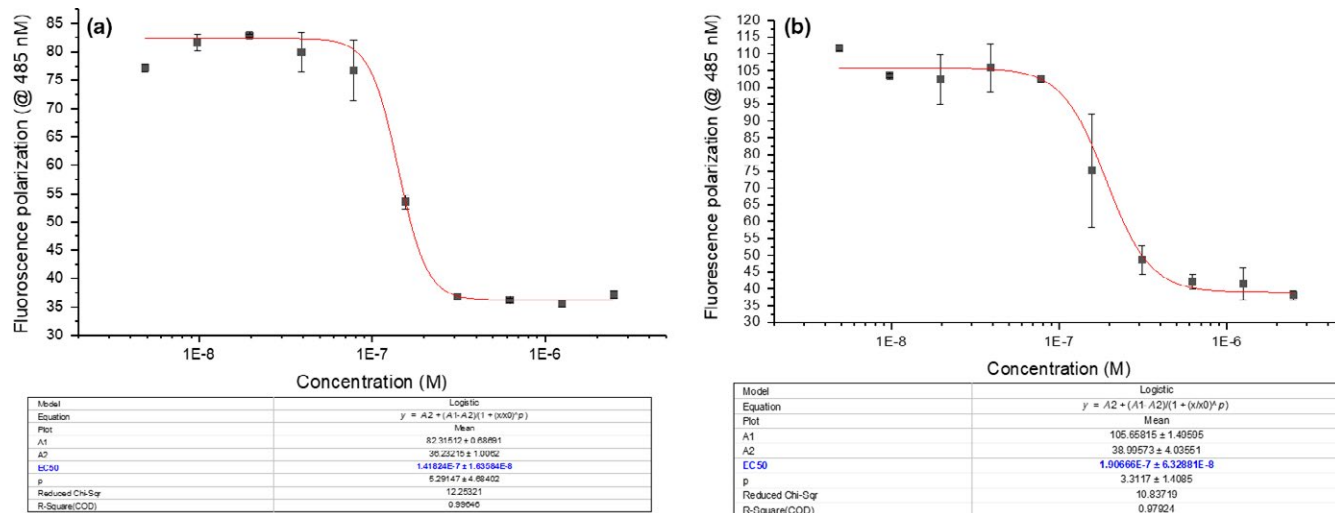 (a)
Fluoroscence polarization (@ 485 nM)
85
80
75
70
65
60
55
50
45
40
35
30
1E-8 1E-7 1E-6
Concentration (M)
Model Logistic
Equation y = A2 + (A1-A2)/(1 + (x/x0)^p)
Plot Mean
A1 82.31512 ± 0.68691
A2 36.23215 ± 1.0062
EC50 1.41824E-7 ± 1.63584E-8
p 5.29147 ± 4.68402
Reduced Chi-Sqr 12.25321
R-Square(COD) 0.99646
(b)
Fluorescence polarization (@ 485 nM)
120
115
110
105
100
95
90
85
80
75
70
65
60
55
50
45
40
35
30
1E-8 1E-7 1E-6
Concentration (M)
Model Logistic
Equation y = A2 + (A1-A2)/(1 + (x/x0)^p)
Plot Mean
A1 105.65815 ± 1.40595
A2 38.99573 ± 4.03551
EC50 1.90666E-7 ± 6.32881E-8
p 3.3117 ± 1.4085
Reduced Chi-Sqr 10.83719
R-Square(COD) 0.97924